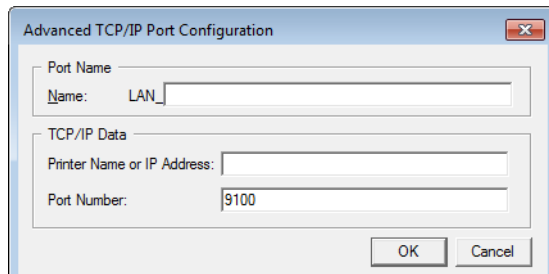 Advanced TCP/IP Port Configuration
Port Name
Name: LAN_
TCP/IP Data
Printer Name or IP Address:
Port Number: 9100
OK Cancel